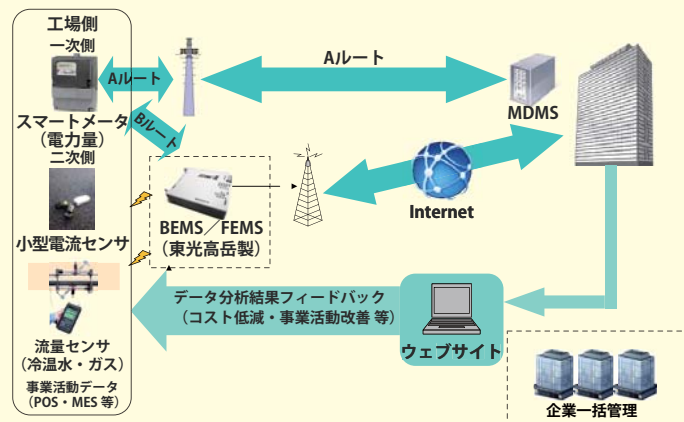 工場側
一次側
Aルート
Aルート
MDMS
スマートメータ
（電力量）
Bルート
二次側
小型電流センサ
BEMS／FEMS
（東光高岳製）
Internet
データ分析結果フィードバック
（コスト低減・事業活動改善 等）
ウェブサイト
流量センサ
（冷温水・ガス）
事業活動データ
（POS・MES 等）
企業一括管理